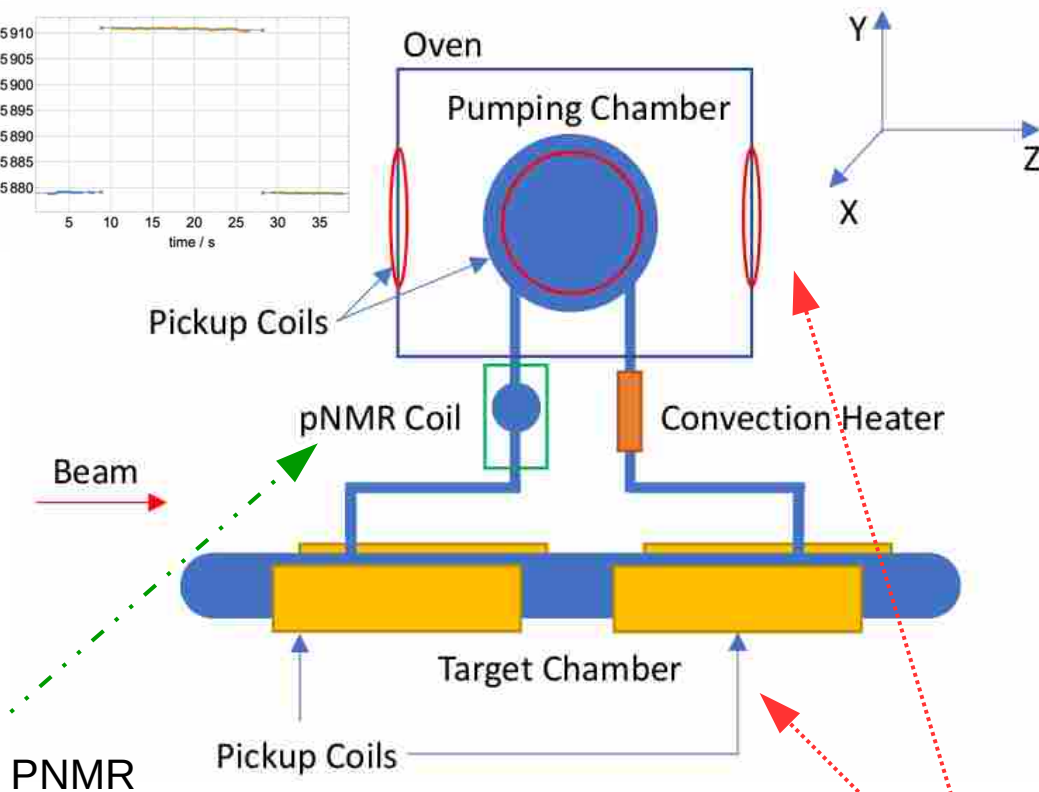 5910
5905
5900
5895
5890
5885
5880
5 10 15 20 25 30 35
time / s
Oven
Pumping Chamber
Y
Z
X
Pickup Coils
pNMR Coil
Convection Heater
Beam
Target Chamber
Pickup Coils
PNMR